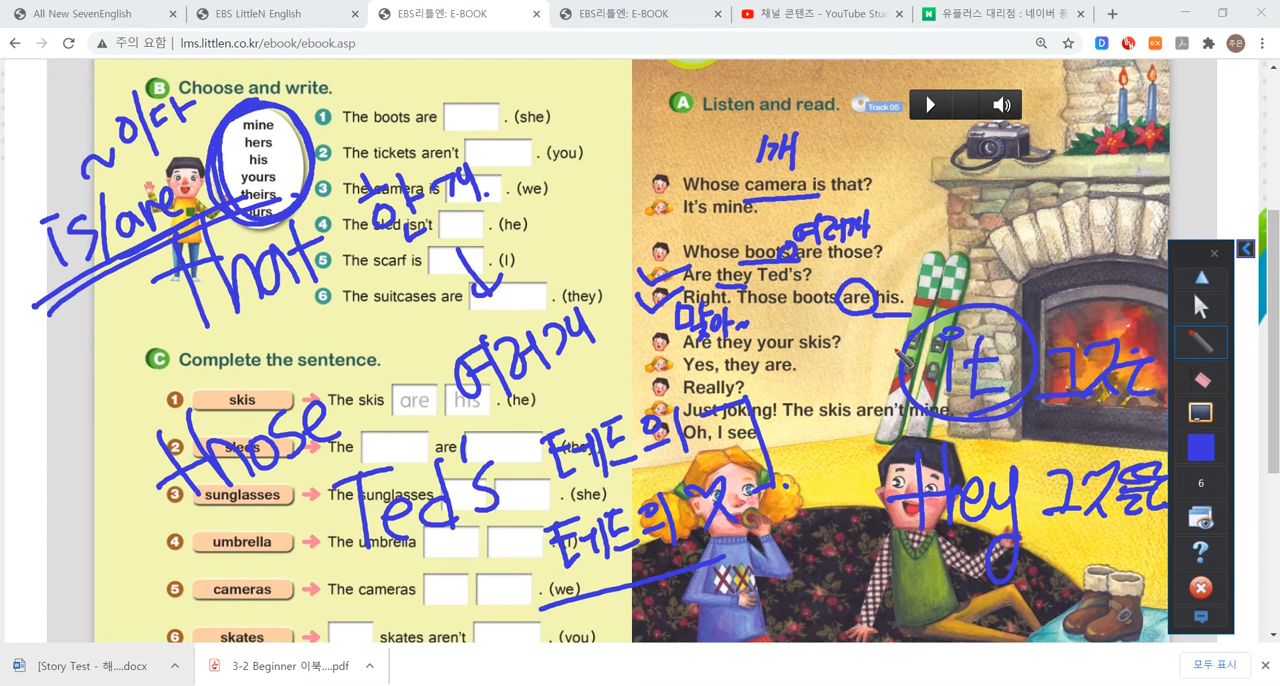 All New SevenEnglish
EBS LittleN English
EBS리틀엔: E-BOOK
EBS리틀엔: E-BOOK
채널 콘텐츠 - YouTube Stu
유플러스 대리점 : 네이버 통
주의 요함 | lms.littlen.co.kr/ebook/ebook.asp
주은
B Choose and write.
mine
hers
his
yours
theirs
ours
1 The boots are . (she)
2 The tickets aren't . (you)
3 The camera is . (we)
4 The sled isn't . (he)
5 The scarf is . (I)
6 The suitcases are . (they)
~이다
is/are
한 개.
That
여러개
Those
Ted's
테드의
테드의 것
C Complete the sentence.
1 skis The skis are his . (he)
2 sleds The are . (they)
3 sunglasses The sunglasses . (she)
4 umbrella The umbrella . (I)
5 cameras The cameras . (we)
6 skates skates aren't . (you)
A Listen and read. Track 05
1개
Whose camera is that?
It's mine.
여러개
Whose boots are those?
Are they Ted's?
Right. Those boots are his.
맞아~
Are they your skis?
Yes, they are.
Really?
Just joking! The skis aren't mine.
Oh, I see.
it 그것은
They 그것들은
6
[Story Test - 해....docx
3-2 Beginner 이북....pdf
모두 표시